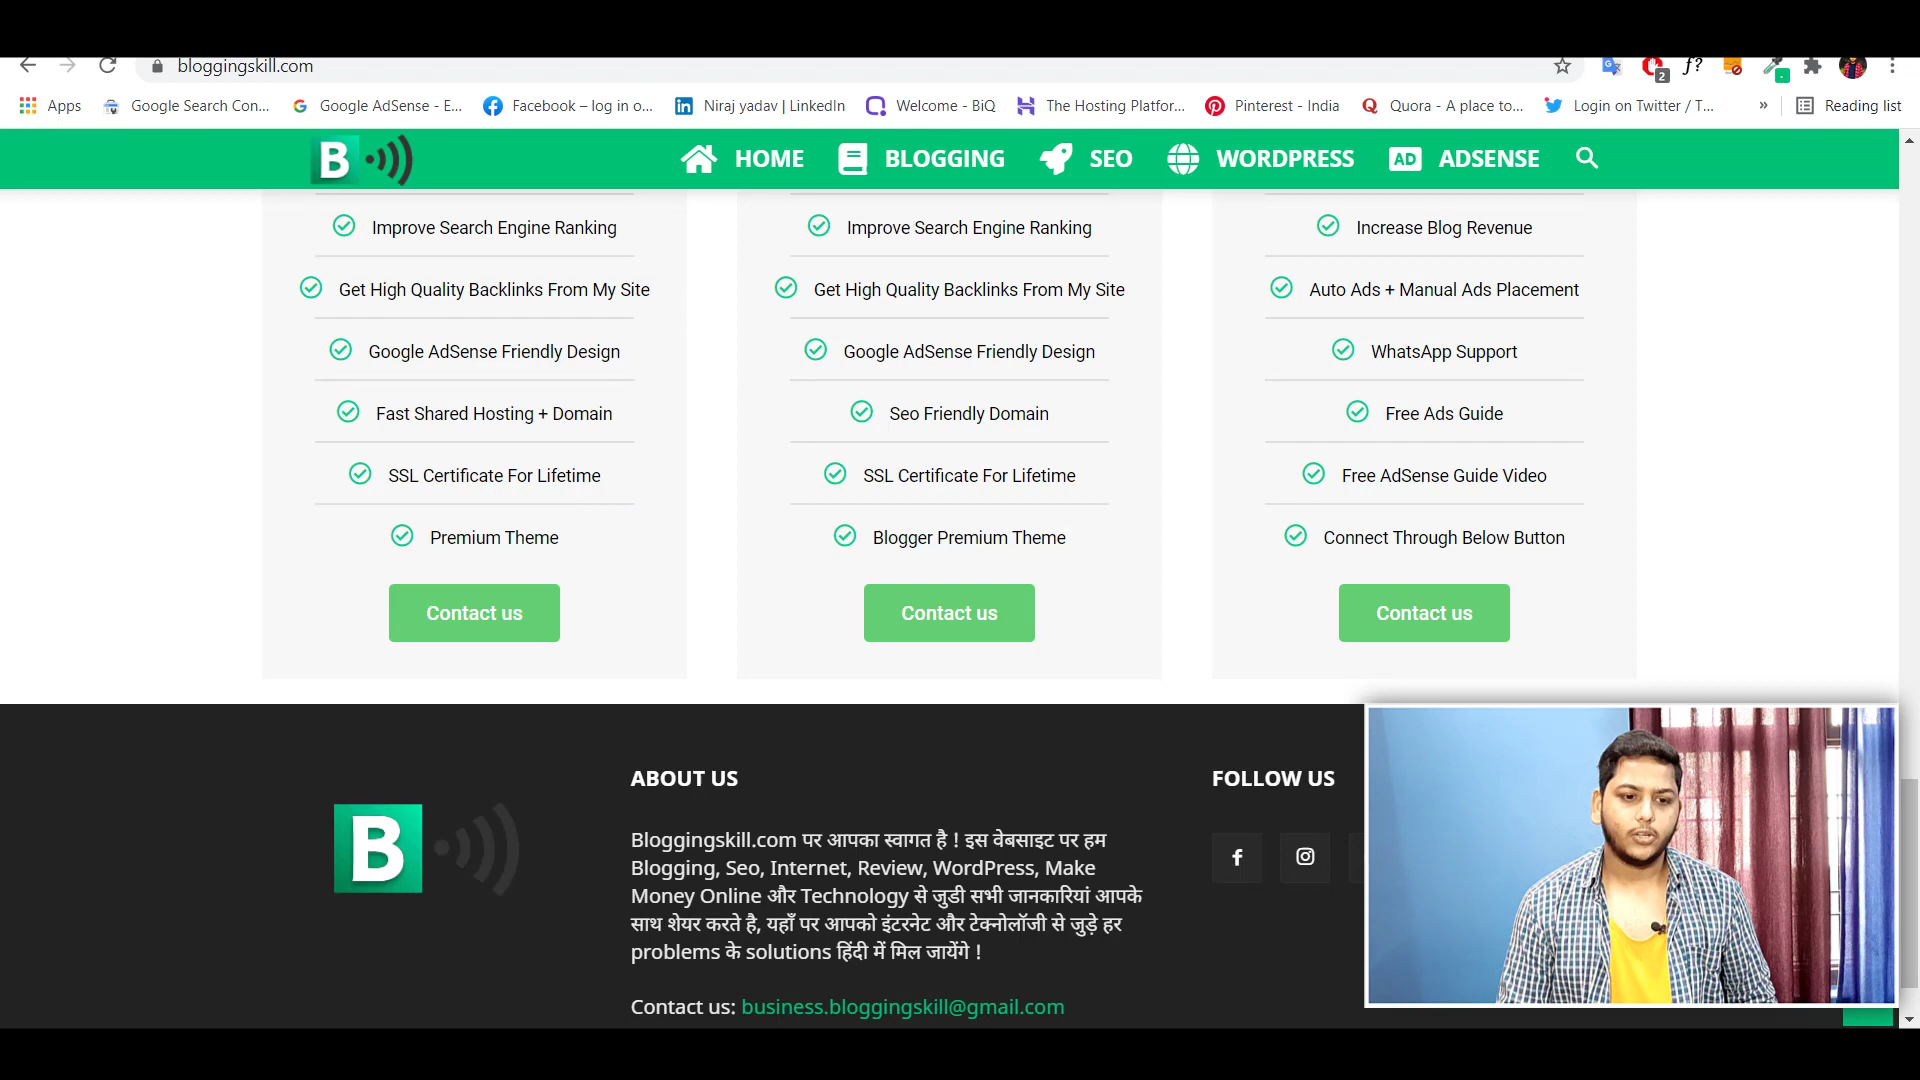 bloggingskill.com
2
f?
Apps
Google Search Con...
Google AdSense - E...
Facebook – log in o...
Niraj yadav | LinkedIn
Welcome - BiQ
The Hosting Platfor...
Pinterest - India
Quora - A place to...
Login on Twitter / T...
»
Reading list
B
HOME
BLOGGING
SEO
WORDPRESS
AD ADSENSE
Improve Search Engine Ranking
Get High Quality Backlinks From My Site
Google AdSense Friendly Design
Fast Shared Hosting + Domain
SSL Certificate For Lifetime
Premium Theme
Contact us
Improve Search Engine Ranking
Get High Quality Backlinks From My Site
Google AdSense Friendly Design
Seo Friendly Domain
SSL Certificate For Lifetime
Blogger Premium Theme
Contact us
Increase Blog Revenue
Auto Ads + Manual Ads Placement
WhatsApp Support
Free Ads Guide
Free AdSense Guide Video
Connect Through Below Button
Contact us
B
ABOUT US
Bloggingskill.com पर आपका स्वागत है ! इस वेबसाइट पर हम
Blogging, Seo, Internet, Review, WordPress, Make
Money Online और Technology से जुडी सभी जानकारियां आपके
साथ शेयर करते है, यहाँ पर आपको इंटरनेट और टेक्नोलॉजी से जुड़े हर
problems के solutions हिंदी में मिल जायेंगे !
Contact us: business.bloggingskill@gmail.com
FOLLOW US